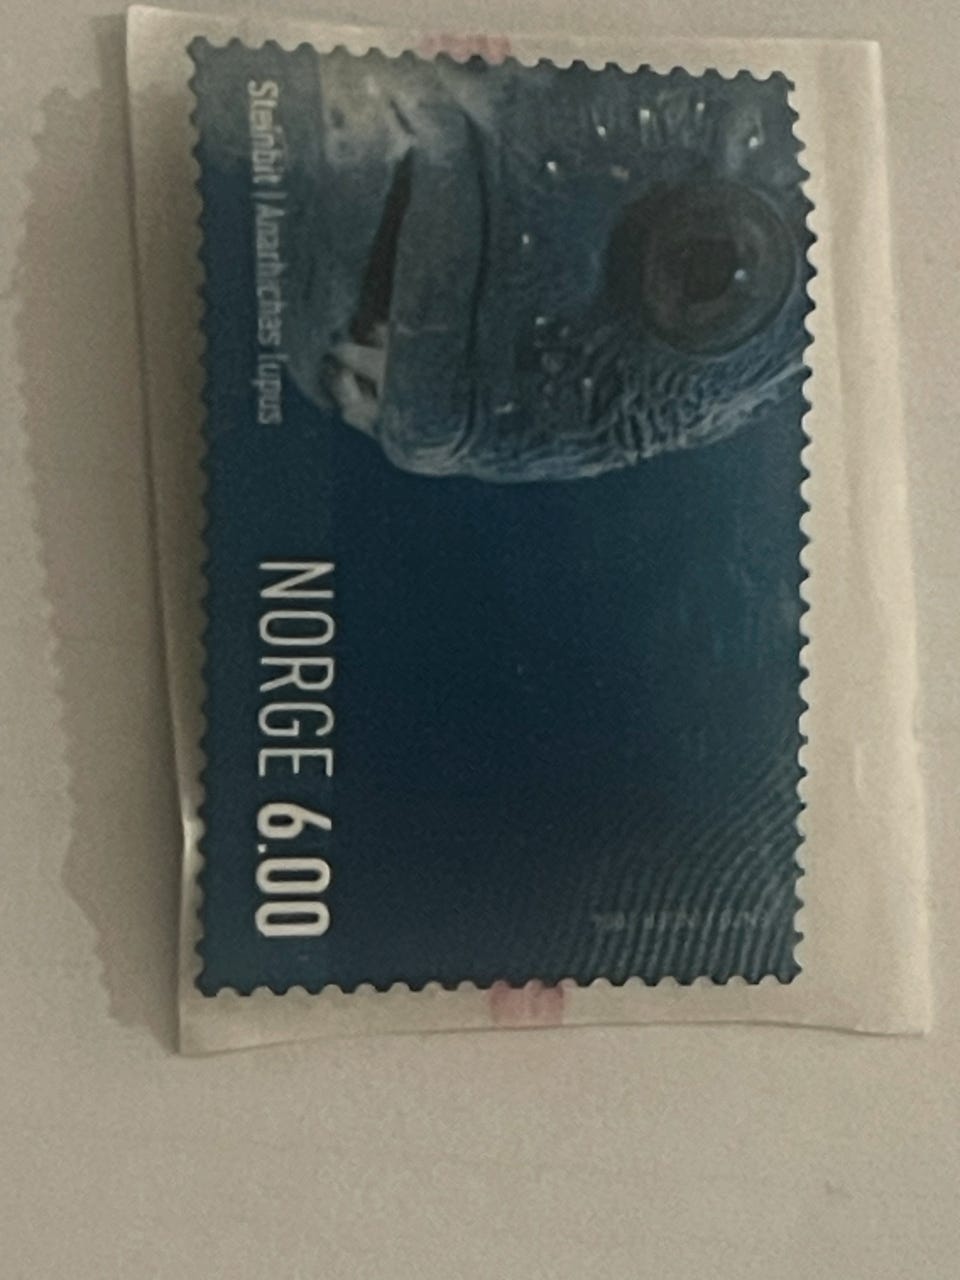 Steinbit | Anarhichas lupus
NORGE 6.00